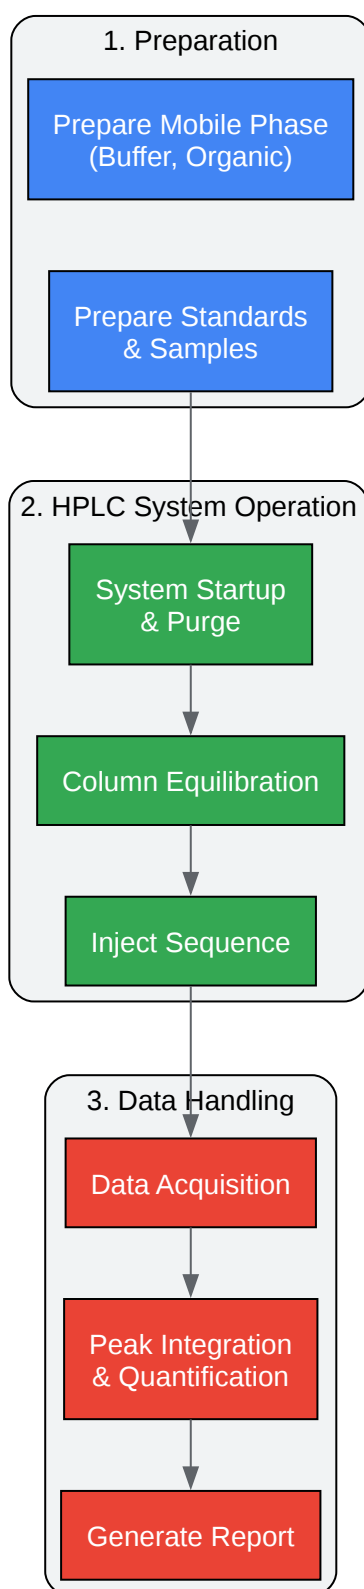 1. Preparation
Prepare Mobile Phase
(Buffer, Organic)
Prepare Standards
& Samples
2. HPLC System Operation
System Startup
& Purge
Column Equilibration
Inject Sequence
3. Data Handling
Data Acquisition
Peak Integration
& Quantification
Generate Report